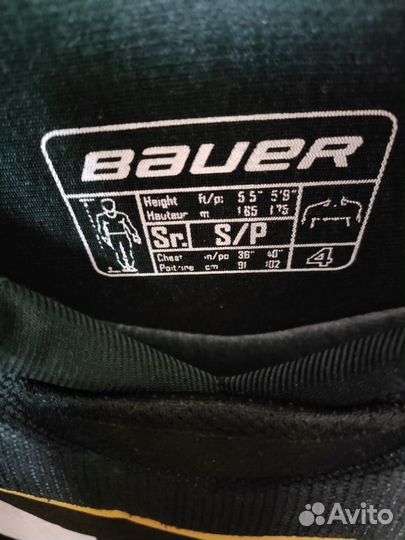 BAUER
Height ft/p: 5'5" 5'9"
Hauteur m 1.65 1.75
Sr. S/P
Chest in/po 36" 40"
Poitrine cm 91 102
4
Avito